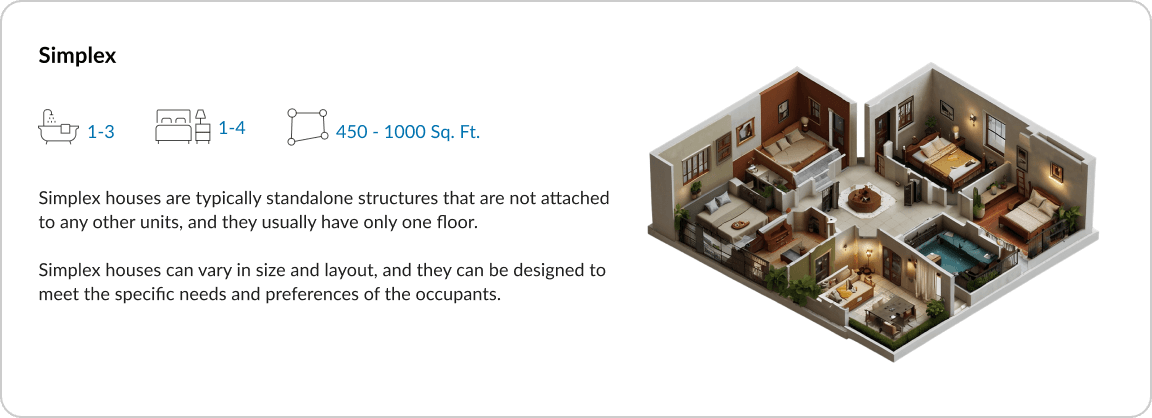 Simplex
1-3
1-4
450 - 1000 Sq. Ft.
Simplex houses are typically standalone structures that are not attached
to any other units, and they usually have only one floor.
Simplex houses can vary in size and layout, and they can be designed to
meet the specific needs and preferences of the occupants.